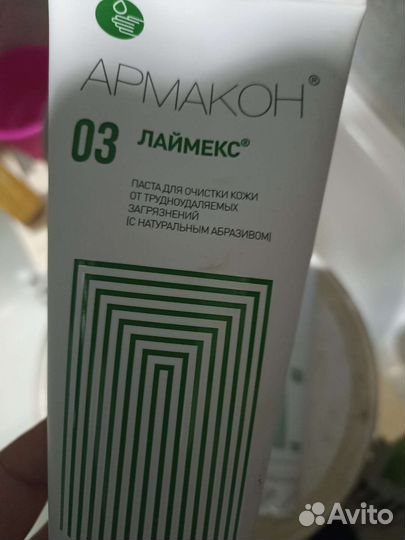 АРМАКОН®
03 ЛАЙМЕКС®
ПАСТА ДЛЯ ОЧИСТКИ КОЖИ
ОТ ТРУДНОУДАЛЯЕМЫХ
ЗАГРЯЗНЕНИЙ
(С НАТУРАЛЬНЫМ АБРАЗИВОМ)
Avito